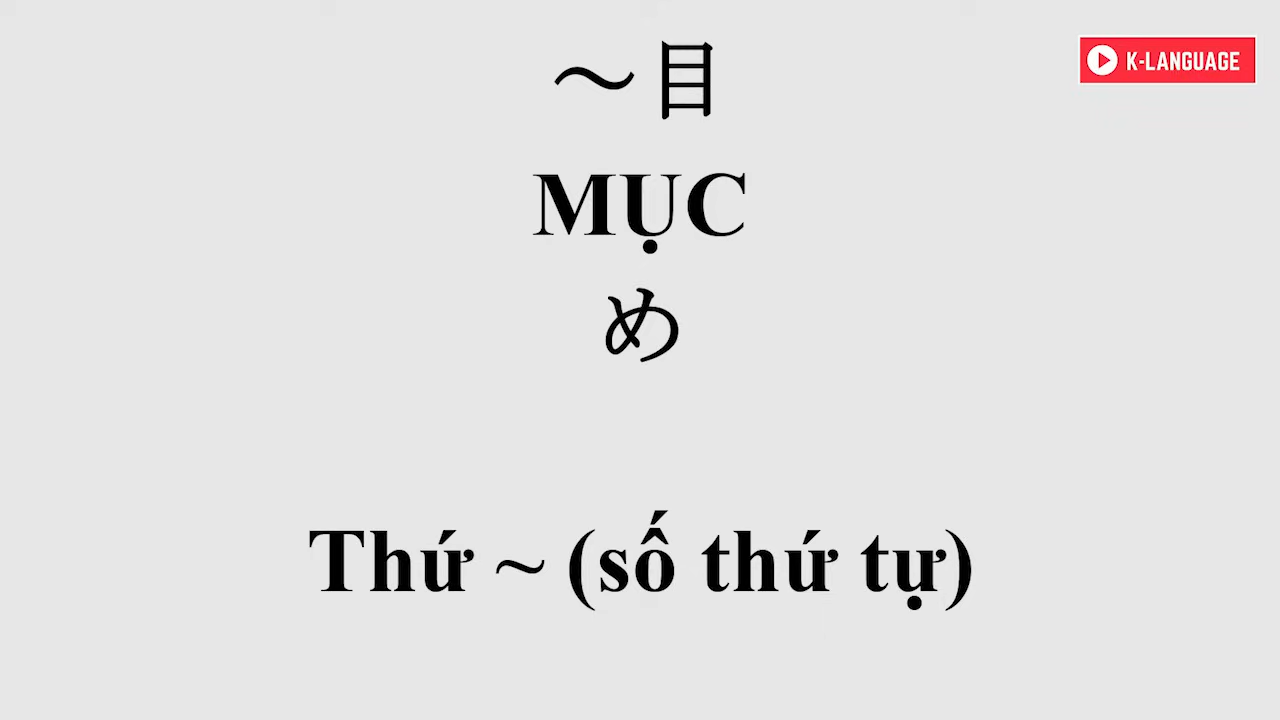 ～目
K-LANGUAGE
MỤC
め
Thứ ~ (số thứ tự)